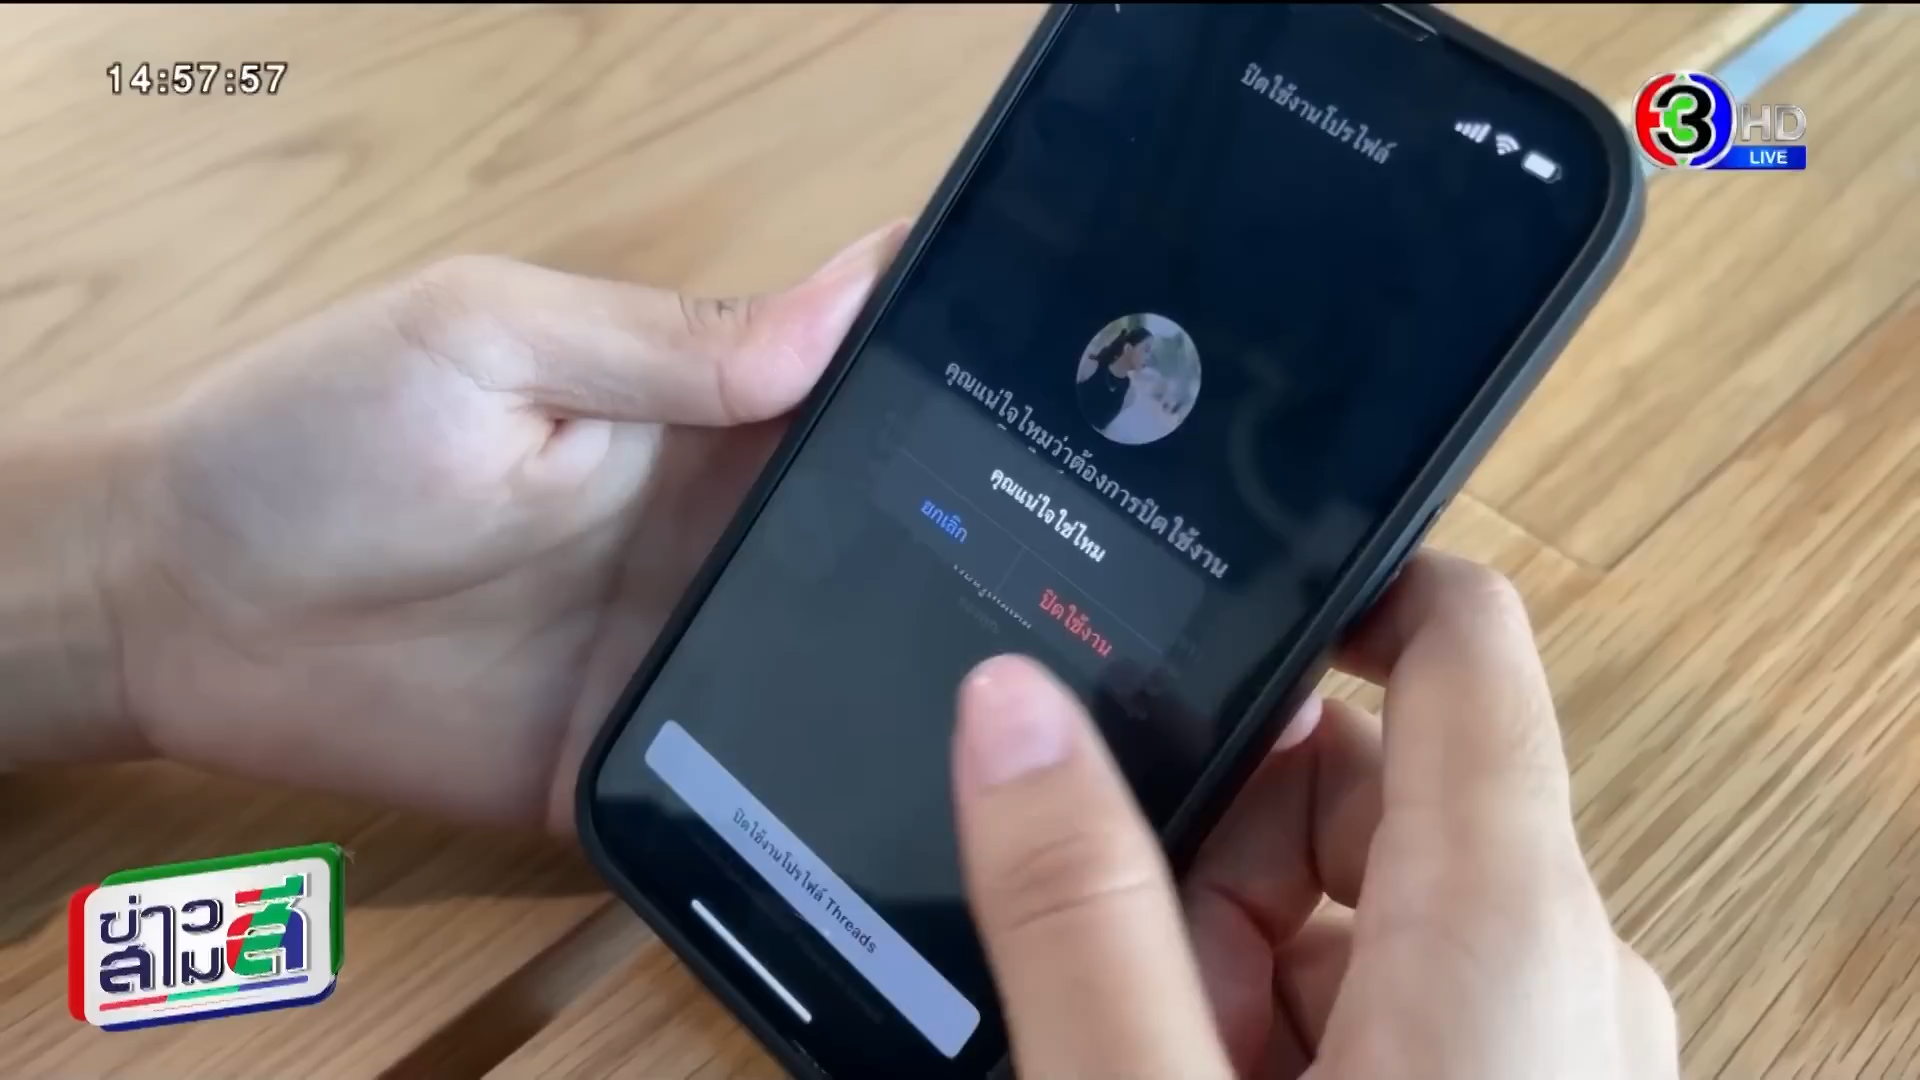 14:57:57
3 HD
LIVE
ปิดใช้งานโปรไฟล์
คุณแน่ใจไหมว่าต้องการปิดใช้งาน
คุณแน่ใจใช่ไหม
ยกเลิก
ปิดใช้งาน
ปิดใช้งานโปรไฟล์ Threads
ข่าว
สามสี